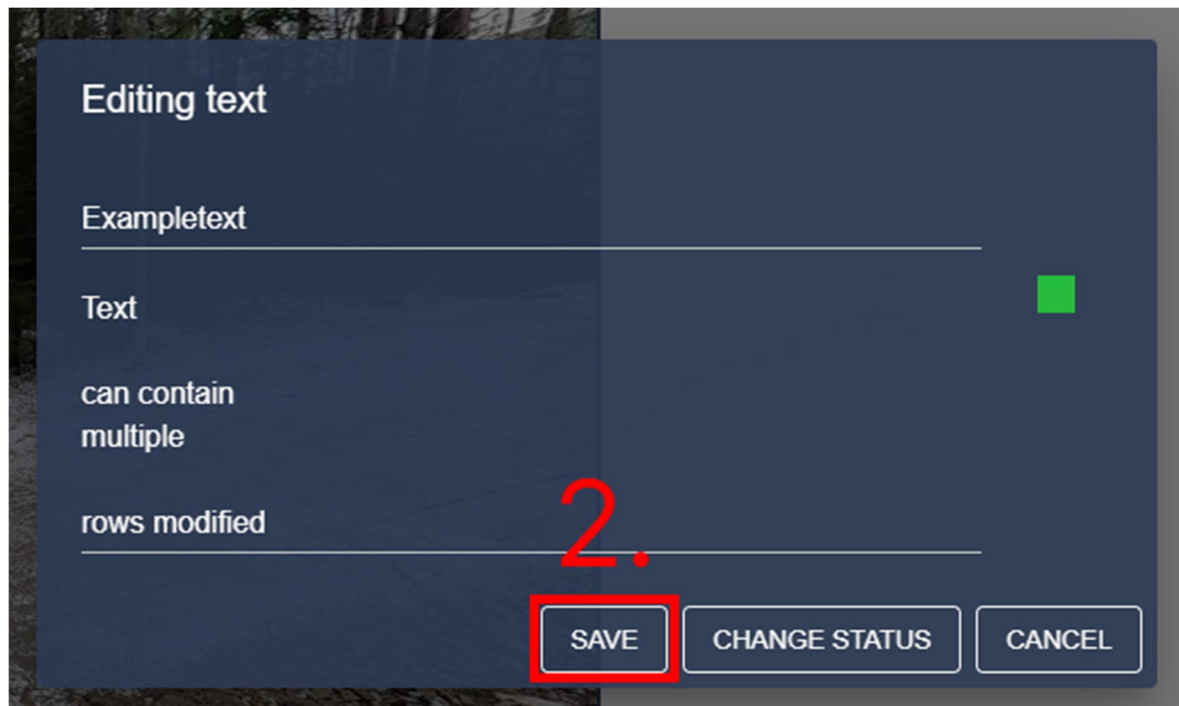 Editing text
Exampletext
Text
can contain
multiple
rows modified
2.
SAVE CHANGE STATUS CANCEL